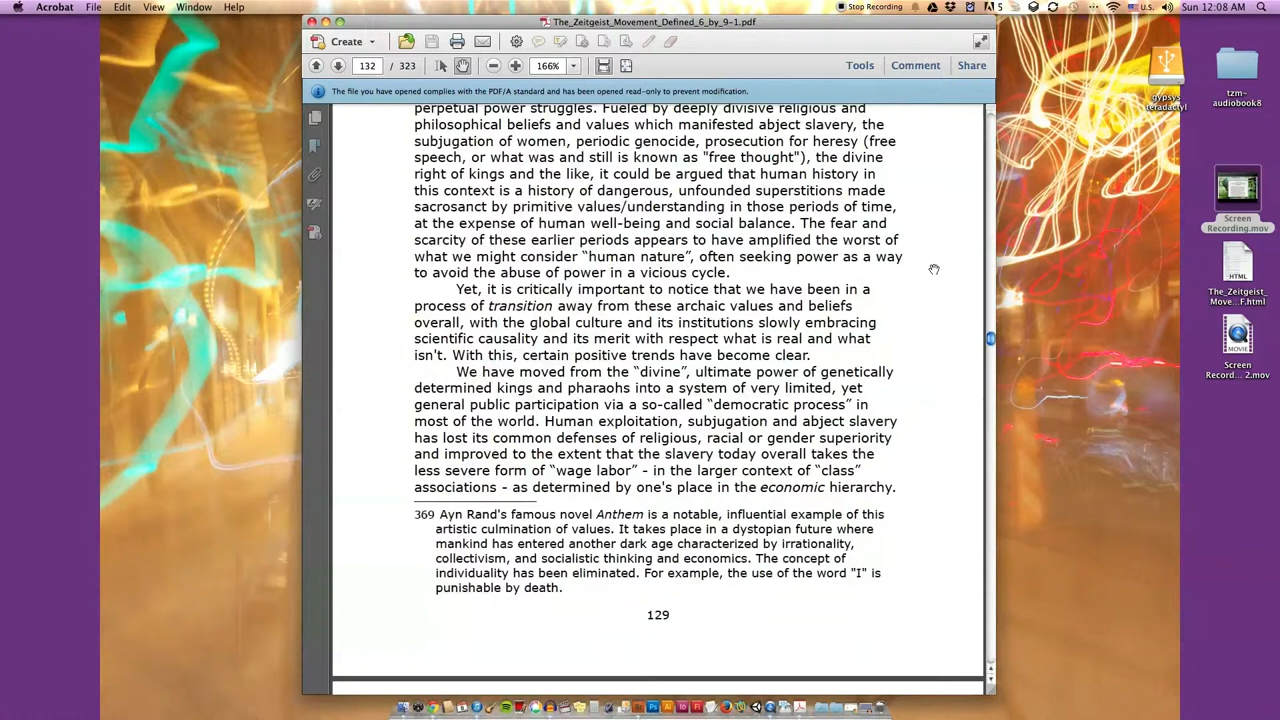 Acrobat File Edit View Window Help
Stop Recording
5
U.S.
Sun 12:08 AM
The_Zeitgeist_Movement_Defined_6_by_9-1.pdf
Create
132 / 323
166%
Tools Comment Share
The file you have opened complies with the PDF/A standard and has been opened read-only to prevent modification.
perpetual power struggles. Fueled by deeply divisive religious and
philosophical beliefs and values which manifested abject slavery, the
subjugation of women, periodic genocide, prosecution for heresy (free
speech, or what was and still is known as "free thought"), the divine
right of kings and the like, it could be argued that human history in
this context is a history of dangerous, unfounded superstitions made
sacrosanct by primitive values/understanding in those periods of time,
at the expense of human well-being and social balance. The fear and
scarcity of these earlier periods appears to have amplified the worst of
what we might consider “human nature”, often seeking power as a way
to avoid the abuse of power in a vicious cycle.
Yet, it is critically important to notice that we have been in a
process of transition away from these archaic values and beliefs
overall, with the global culture and its institutions slowly embracing
scientific causality and its merit with respect what is real and what
isn't. With this, certain positive trends have become clear.
We have moved from the “divine”, ultimate power of genetically
determined kings and pharaohs into a system of very limited, yet
general public participation via a so-called “democratic process” in
most of the world. Human exploitation, subjugation and abject slavery
has lost its common defenses of religious, racial or gender superiority
and improved to the extent that the slavery today overall takes the
less severe form of “wage labor” - in the larger context of “class”
associations - as determined by one's place in the economic hierarchy.
369 Ayn Rand's famous novel Anthem is a notable, influential example of this
artistic culmination of values. It takes place in a dystopian future where
mankind has entered another dark age characterized by irrationality,
collectivism, and socialistic thinking and economics. The concept of
individuality has been eliminated. For example, the use of the word "I" is
punishable by death.
129
gypsys
teradactyl
tzm-
audiobook8
Screen
Recording.mov
HTML
The_Zeitgeist_
Move...F.html
MOVIE
Screen
Record... 2.mov